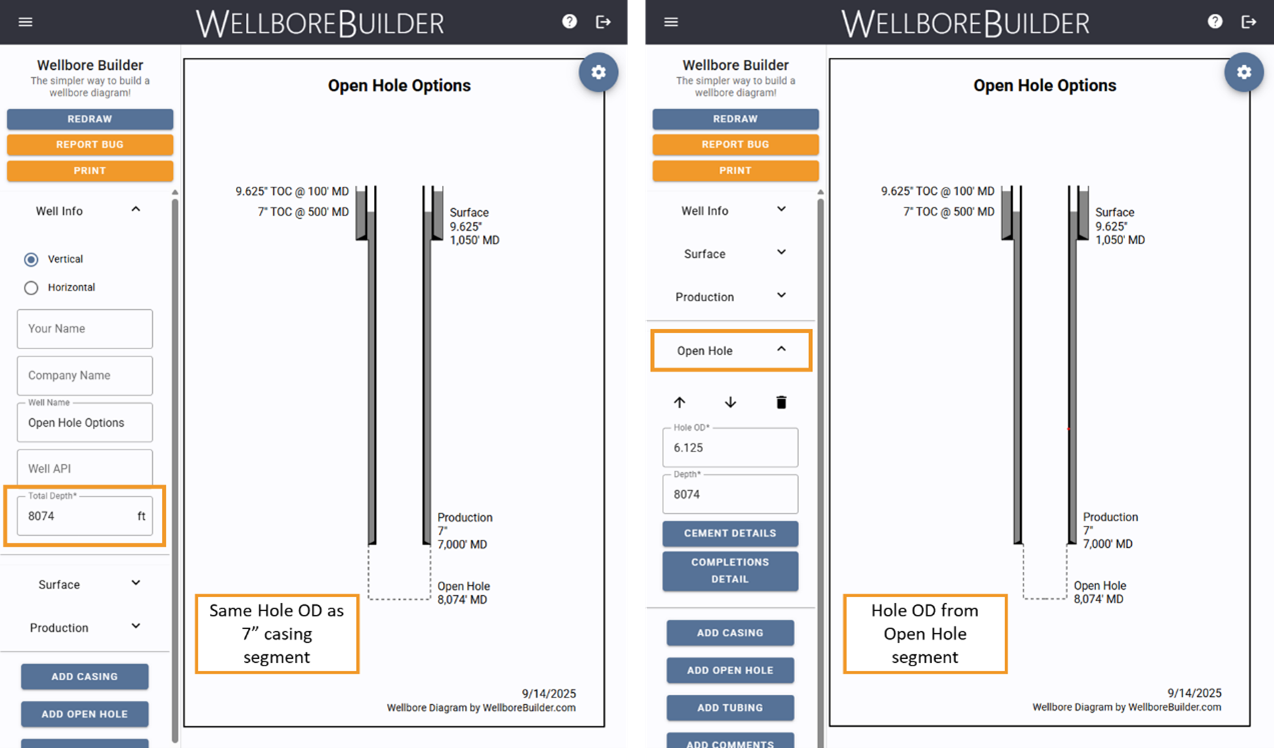 WELLBOREBUILDER
Wellbore Builder
The simpler way to build a
wellbore diagram!
REDRAW
REPORT BUG
PRINT
Well Info
Vertical
Horizontal
Your Name
Company Name
Well Name
Open Hole Options
Well API
Total Depth*
8074 ft
Surface
Production
ADD CASING
ADD OPEN HOLE
Open Hole Options
9.625" TOC @ 100' MD
7" TOC @ 500' MD
Surface
9.625"
1,050' MD
Production
7"
7,000' MD
Open Hole
8,074' MD
Same Hole OD as
7” casing
segment
9/14/2025
Wellbore Diagram by WellboreBuilder.com
WELLBOREBUILDER
Wellbore Builder
The simpler way to build a
wellbore diagram!
REDRAW
REPORT BUG
PRINT
Well Info
Surface
Production
Open Hole
Hole OD*
6.125
Depth*
8074
CEMENT DETAILS
COMPLETIONS
DETAIL
ADD CASING
ADD OPEN HOLE
ADD TUBING
ADD COMMENTS
Open Hole Options
9.625" TOC @ 100' MD
7" TOC @ 500' MD
Surface
9.625"
1,050' MD
Production
7"
7,000' MD
Open Hole
8,074' MD
Hole OD from
Open Hole
segment
9/14/2025
Wellbore Diagram by WellboreBuilder.com